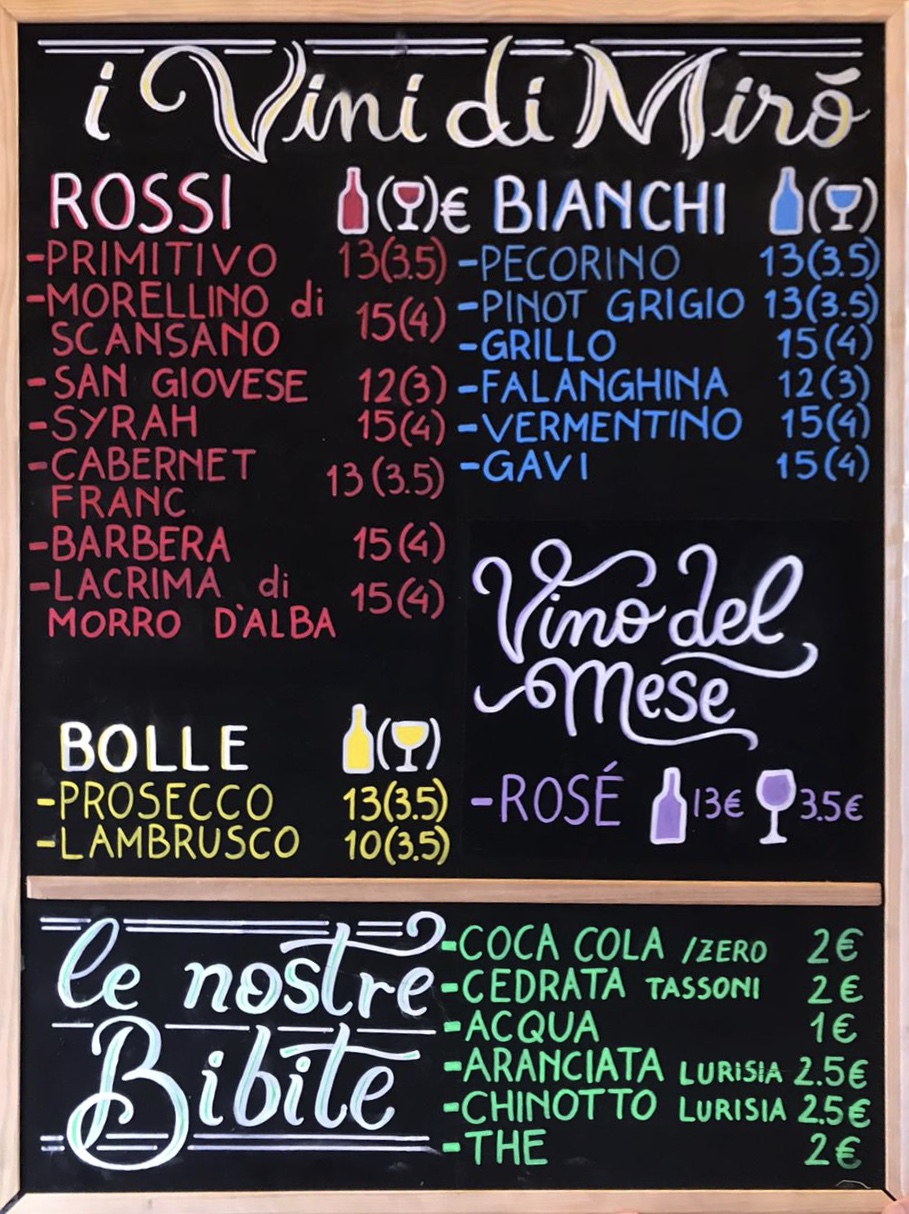 i Vini di Miró
ROSSI €
-PRIMITIVO 13(3.5)
-MORELLINO di
SCANSANO 15(4)
-SAN GIOVESE 12(3)
-SYRAH 15(4)
-CABERNET
FRANC 13(3.5)
-BARBERA 15(4)
-LACRIMA di
MORRO D'ALBA 15(4)
BOLLE
-PROSECCO 13(3.5)
-LAMBRUSCO 10(3.5)
BIANCHI
-PECORINO 13(3.5)
-PINOT GRIGIO 13(3.5)
-GRILLO 15(4)
-FALANGHINA 12(3)
-VERMENTINO 15(4)
-GAVI 15(4)
Vino del
Mese
-ROSÉ 13€ 3.5€
le nostre
Bibite
-COCA COLA /ZERO 2€
-CEDRATA TASSONI 2€
-ACQUA 1€
-ARANCIATA LURISIA 2.5€
-CHINOTTO LURISIA 2.5€
-THE 2€